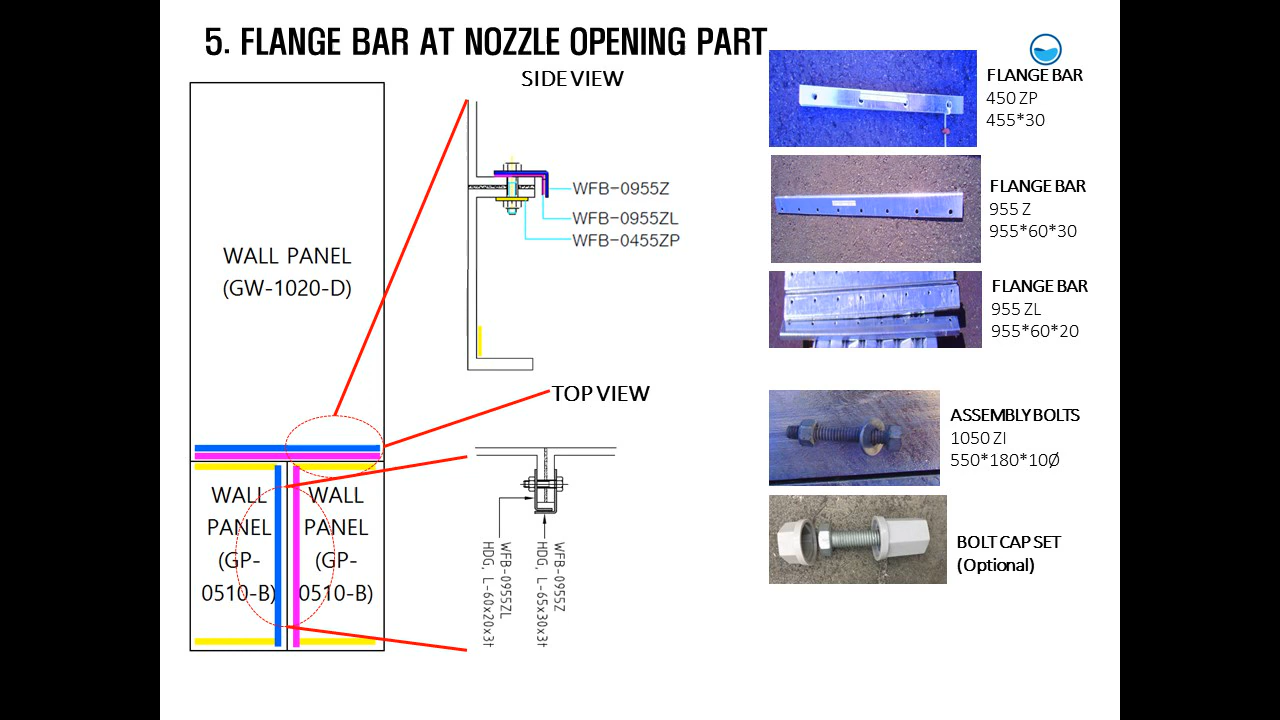 5. FLANGE BAR AT NOZZLE OPENING PART
SIDE VIEW
WALL PANEL
(GW-1020-D)
WFB-0955Z
WFB-0955ZL
WFB-0455ZP
TOP VIEW
WALL
PANEL
(GP-
0510-B)
WALL
PANEL
(GP-
0510-B)
WFB-0955ZL
HDG, L-60x20x3t
WFB-0955Z
HDG, L-65x30x3t
FLANGE BAR
450 ZP
455*30
FLANGE BAR
955 Z
955*60*30
FLANGE BAR
955 ZL
955*60*20
ASSEMBLY BOLTS
1050 ZI
550*180*10Ø
BOLT CAP SET
(Optional)